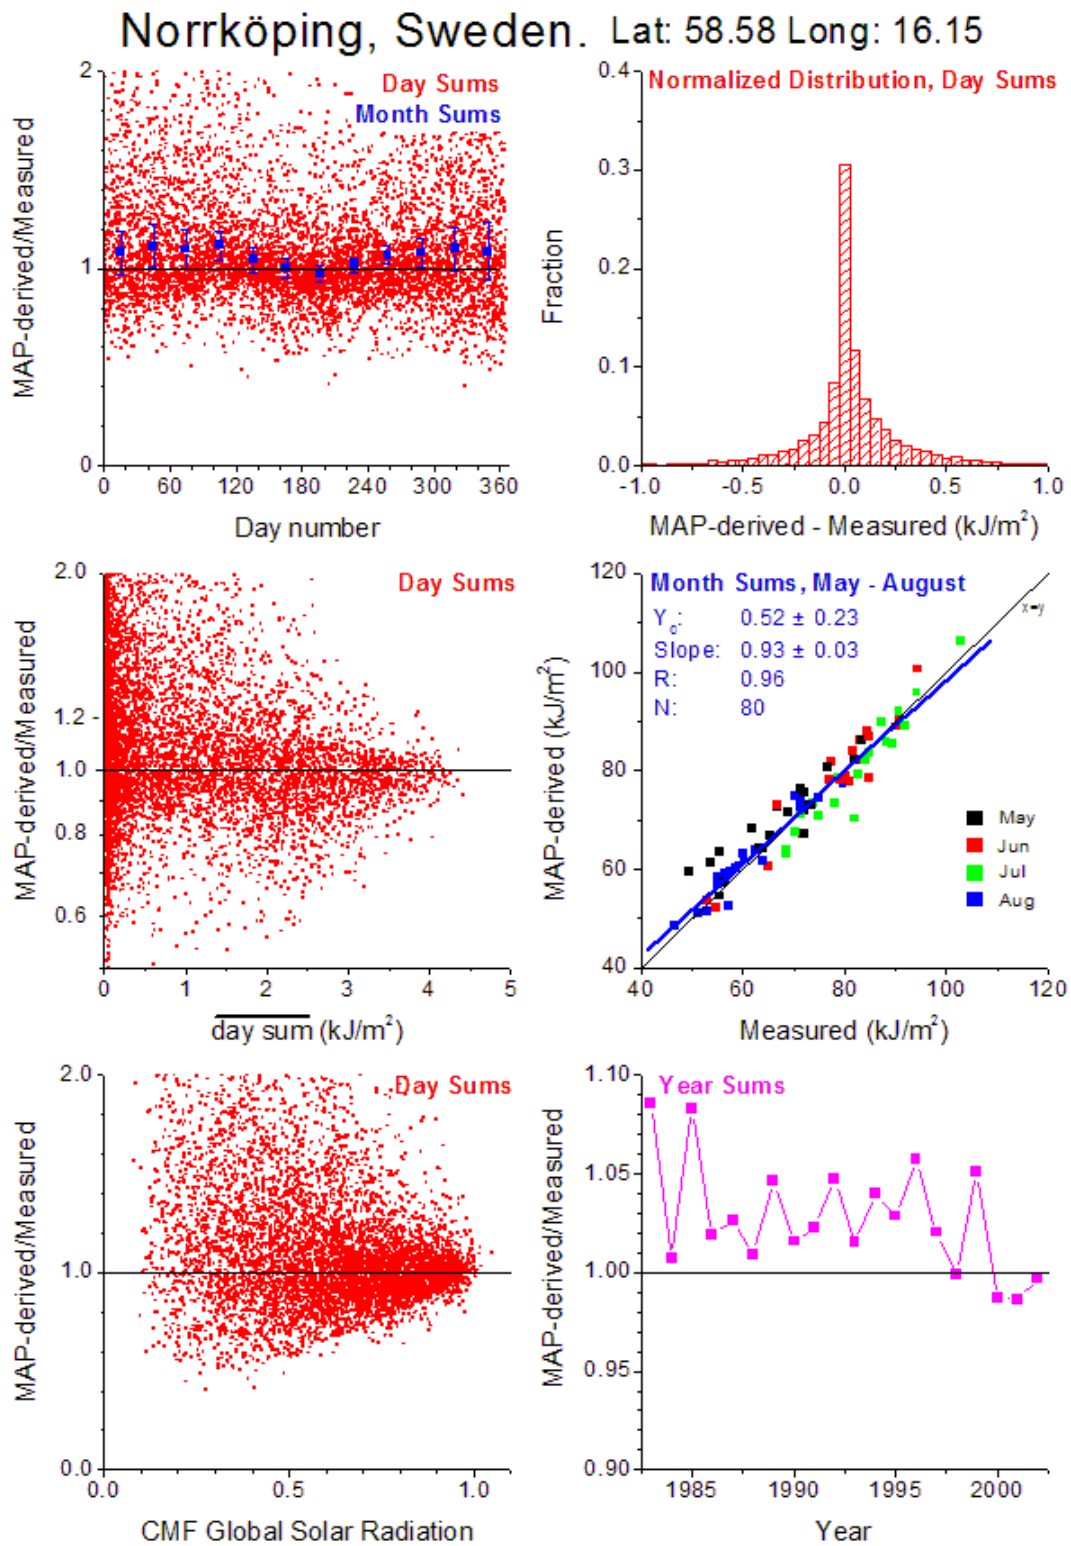 Norrköping, Sweden. Lat: 58.58 Long: 16.15
Day Sums
Month Sums
MAP-derived/Measured
2
1
0
0 60 120 180 240 300 360
Day number
Normalized Distribution, Day Sums
Fraction
0.4
0.3
0.2
0.1
0.0
-1.0 -0.5 0.0 0.5 1.0
MAP-derived - Measured (kJ/m²)
Day Sums
MAP-derived/Measured
2.0
1.2
1.0
0.8
0.6
0 1 2 3 4 5
day sum (kJ/m²)
Month Sums, May - August
Y₀: 0.52 ± 0.23
Slope: 0.93 ± 0.03
R: 0.96
N: 80
x=y
May
Jun
Jul
Aug
MAP-derived (kJ/m²)
120
100
80
60
40
40 60 80 100 120
Measured (kJ/m²)
Day Sums
MAP-derived/Measured
2.0
1.0
0.0
0.0 0.5 1.0
CMF Global Solar Radiation
Year Sums
MAP-derived/Measured
1.10
1.05
1.00
0.95
0.90
1985 1990 1995 2000
Year